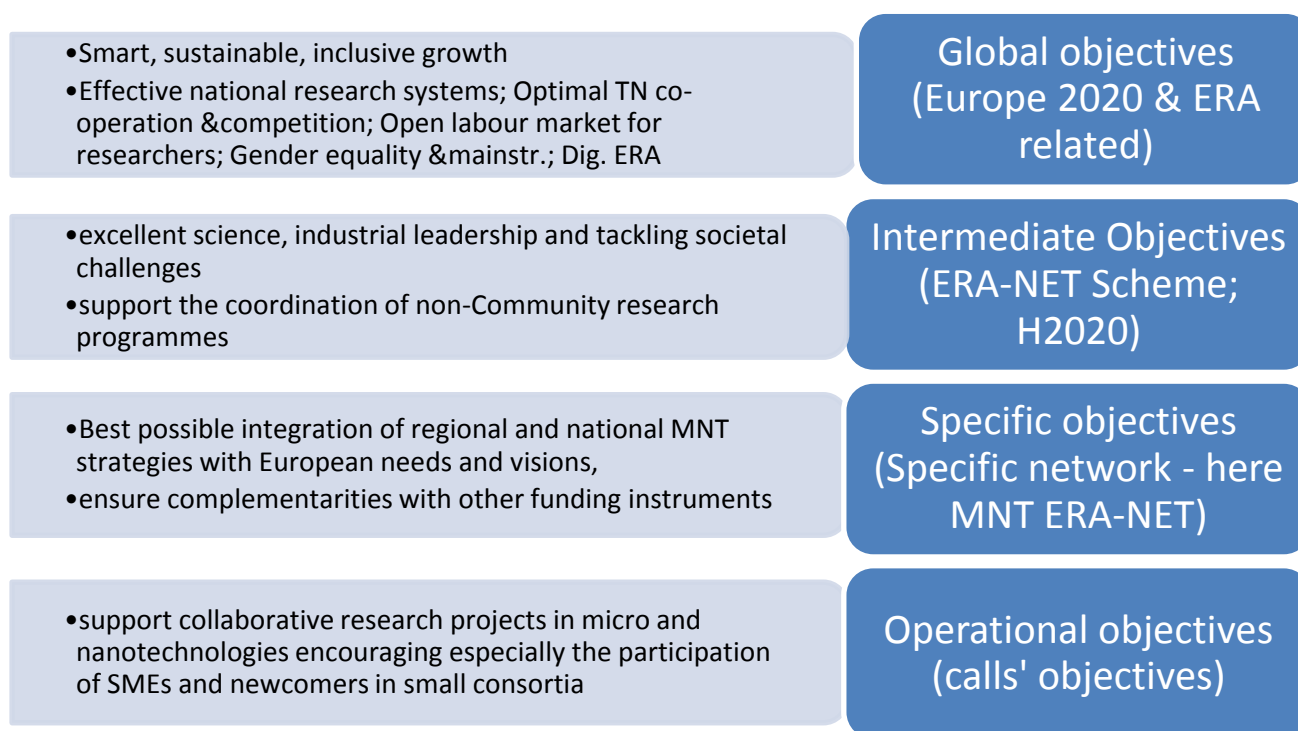 •Smart, sustainable, inclusive growth
•Effective national research systems; Optimal TN co-
operation &competition; Open labour market for
researchers; Gender equality &mainstr.; Dig. ERA
Global objectives
(Europe 2020 & ERA
related)
•excellent science, industrial leadership and tackling societal
challenges
•support the coordination of non-Community research
programmes
Intermediate Objectives
(ERA-NET Scheme;
H2020)
•Best possible integration of regional and national MNT
strategies with European needs and visions,
•ensure complementarities with other funding instruments
Specific objectives
(Specific network - here
MNT ERA-NET)
•support collaborative research projects in micro and
nanotechnologies encouraging especially the participation
of SMEs and newcomers in small consortia
Operational objectives
(calls' objectives)